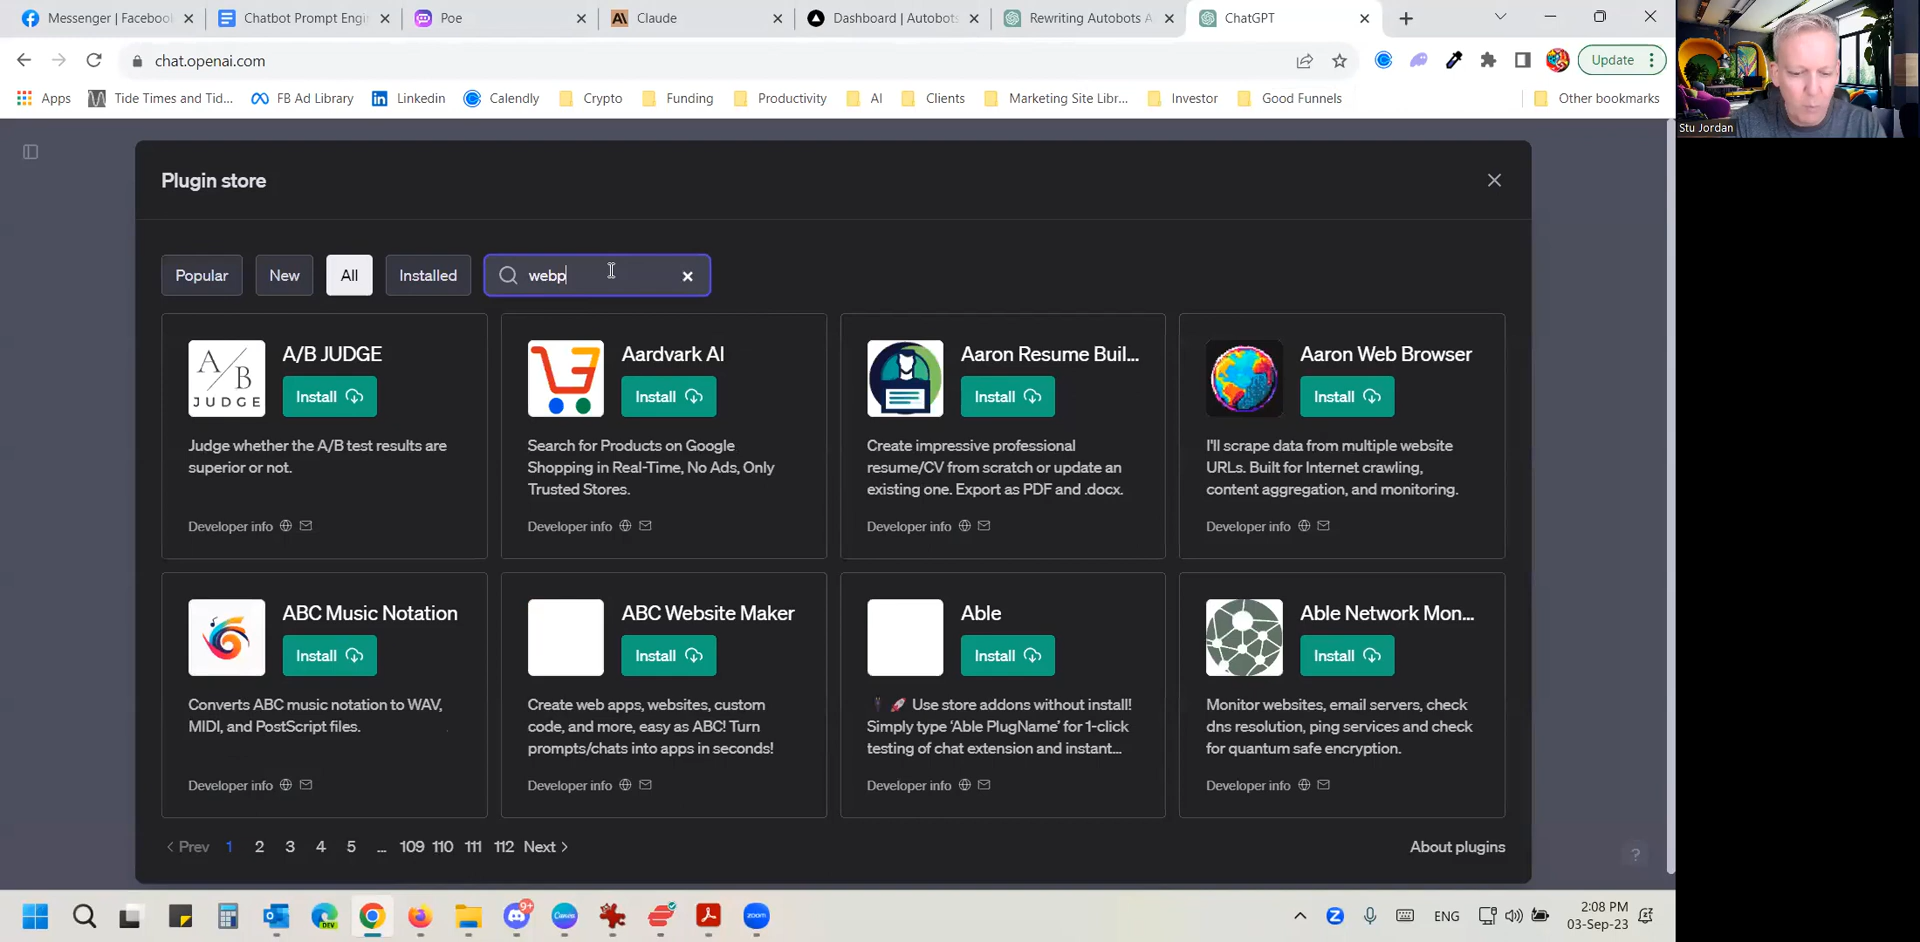 Messenger | Facebook
Chatbot Prompt Engi
Poe
Claude
Dashboard | Autobots
Rewriting Autobots A
ChatGPT
chat.openai.com
Update
Apps
Tide Times and Tid...
FB Ad Library
Linkedin
Calendly
Crypto
Funding
Productivity
AI
Clients
Marketing Site Libr...
Investor
Good Funnels
Other bookmarks
Stu Jordan
Plugin store
Popular
New
All
Installed
webp
A/B JUDGE
A/B
JUDGE
Install
Judge whether the A/B test results are
superior or not.
Developer info
Aardvark AI
Install
Search for Products on Google
Shopping in Real-Time, No Ads, Only
Trusted Stores.
Developer info
Aaron Resume Buil...
Install
Create impressive professional
resume/CV from scratch or update an
existing one. Export as PDF and .docx.
Developer info
Aaron Web Browser
Install
I'll scrape data from multiple website
URLs. Built for Internet crawling,
content aggregation, and monitoring.
Developer info
ABC Music Notation
Install
Converts ABC music notation to WAV,
MIDI, and PostScript files.
Developer info
ABC Website Maker
Install
Create web apps, websites, custom
code, and more, easy as ABC! Turn
prompts/chats into apps in seconds!
Developer info
Able
Install
Use store addons without install!
Simply type ‘Able PlugName’ for 1-click
testing of chat extension and instant...
Developer info
Able Network Mon...
Install
Monitor websites, email servers, check
dns resolution, ping services and check
for quantum safe encryption.
Developer info
< Prev 1 2 3 4 5 ... 109 110 111 112 Next >
About plugins
?
DEV
9+
Canva
zoom
Z
ENG
2:08 PM
03-Sep-23